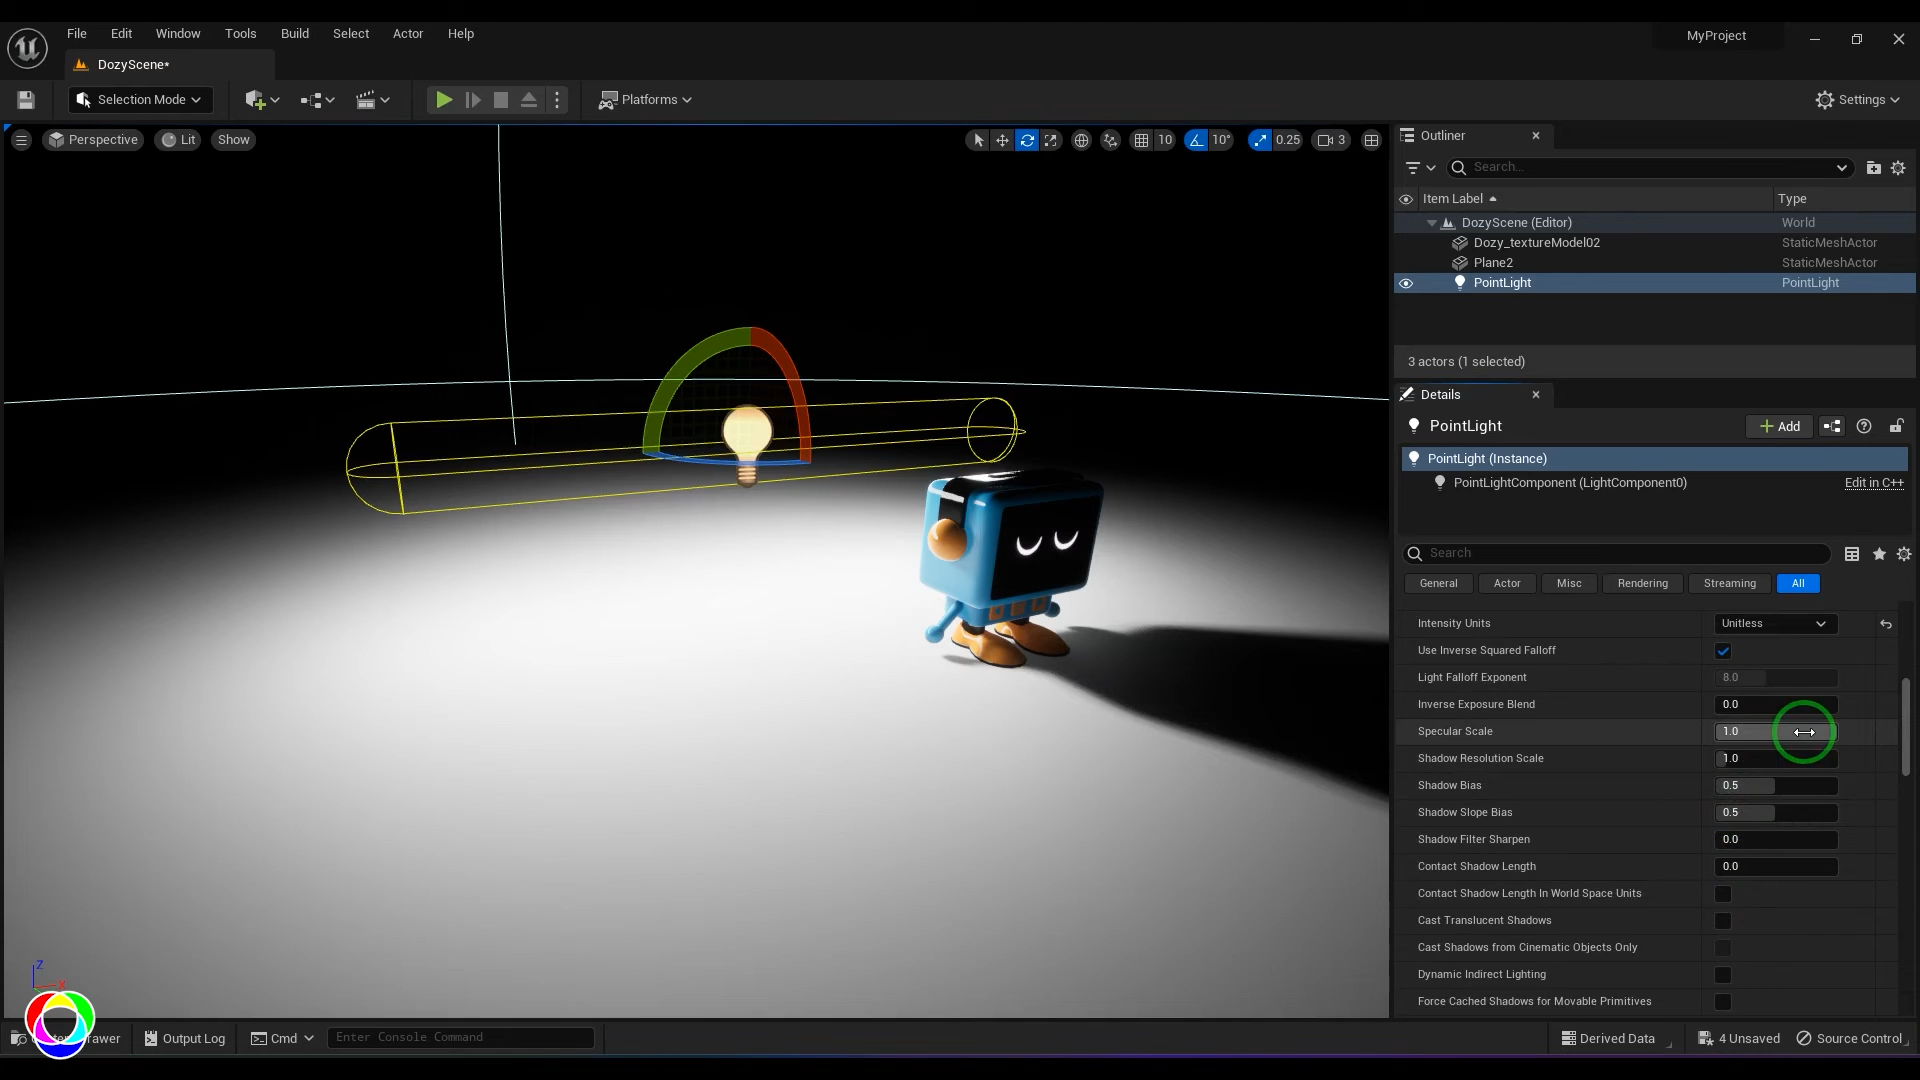 File Edit Window Tools Build Select Actor Help
MyProject
DozyScene*
Selection Mode
Platforms
Settings
Perspective Lit Show
10 10° 0.25 3
Outliner
Search...
Item Label Type
DozyScene (Editor) World
Dozy_textureModel02 StaticMeshActor
Plane2 StaticMeshActor
PointLight PointLight
3 actors (1 selected)
Details
PointLight
Add
PointLight (Instance)
PointLightComponent (LightComponent0) Edit in C++
Search
General Actor Misc Rendering Streaming All
Intensity Units Unitless
Use Inverse Squared Falloff
Light Falloff Exponent 8.0
Inverse Exposure Blend 0.0
Specular Scale 1.0
Shadow Resolution Scale 1.0
Shadow Bias 0.5
Shadow Slope Bias 0.5
Shadow Filter Sharpen 0.0
Contact Shadow Length 0.0
Contact Shadow Length In World Space Units
Cast Translucent Shadows
Cast Shadows from Cinematic Objects Only
Dynamic Indirect Lighting
Force Cached Shadows for Movable Primitives
Z
X
Output Log Cmd Enter Console Command
Derived Data 4 Unsaved Source Control